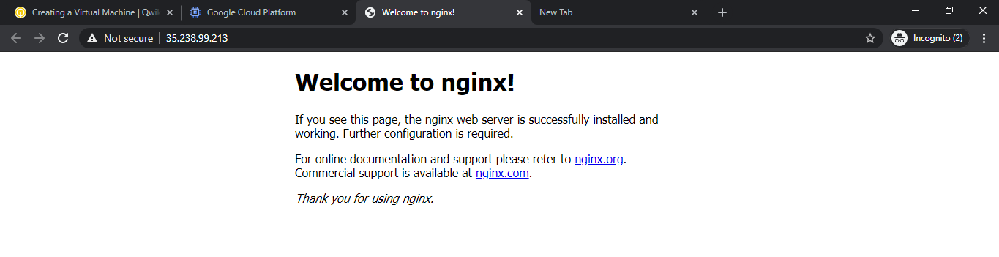 Creating a Virtual Machine | Qwik
Google Cloud Platform
Welcome to nginx!
New Tab
Not secure
35.238.99.213
Incognito (2)
Welcome to nginx!
If you see this page, the nginx web server is successfully installed and
working. Further configuration is required.
For online documentation and support please refer to nginx.org.
Commercial support is available at nginx.com.
Thank you for using nginx.